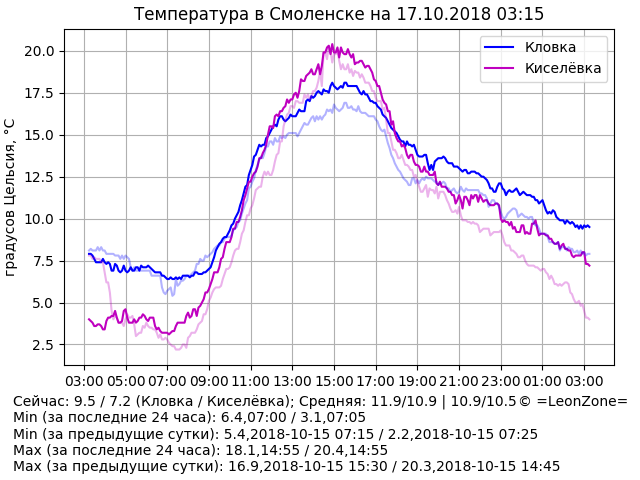 Температура в Смоленске на 17.10.2018 03:15
Кловка
Киселёвка
градусов Цельсия, °C
20.0
17.5
15.0
12.5
10.0
7.5
5.0
2.5
03:00 05:00 07:00 09:00 11:00 13:00 15:00 17:00 19:00 21:00 23:00 01:00 03:00
Сейчас: 9.5 / 7.2 (Кловка / Киселёвка); Средняя: 11.9/10.9 | 10.9/10.5© =LeonZone=
Min (за последние 24 часа): 6.4,07:00 / 3.1,07:05
Min (за предыдущие сутки): 5.4,2018-10-15 07:15 / 2.2,2018-10-15 07:25
Max (за последние 24 часа): 18.1,14:55 / 20.4,14:55
Max (за предыдущие сутки): 16.9,2018-10-15 15:30 / 20.3,2018-10-15 14:45